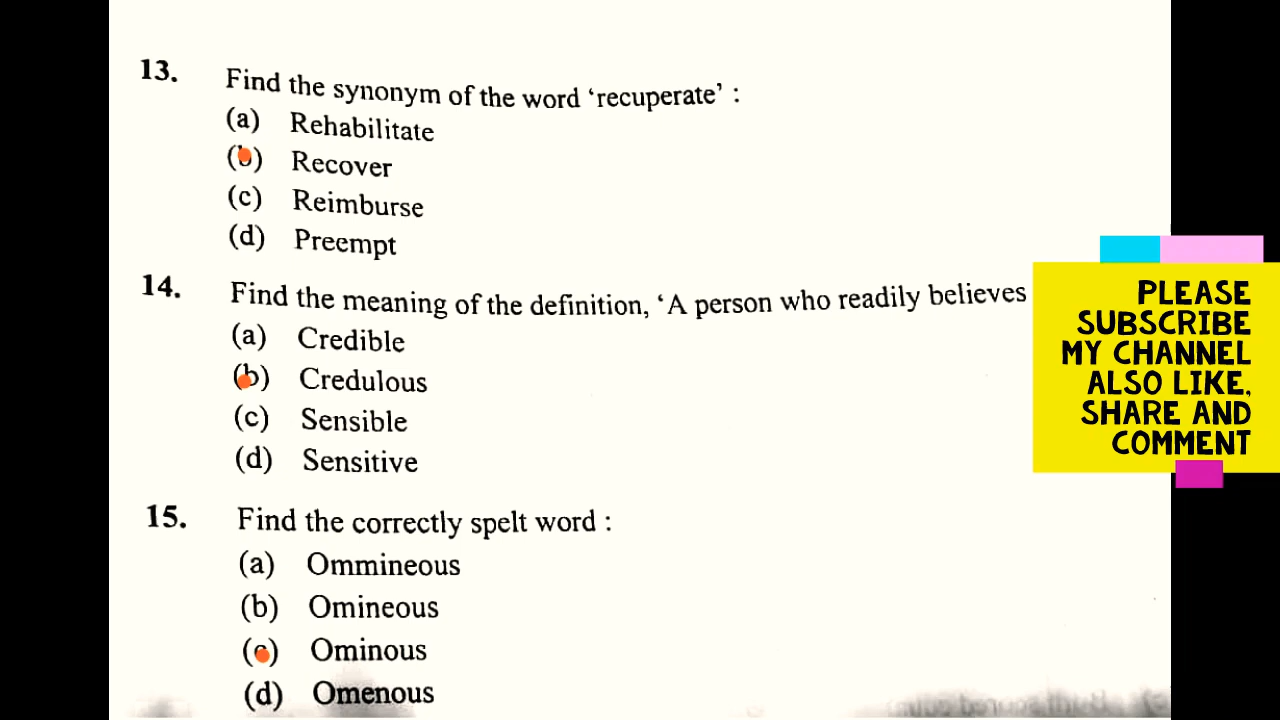 13. Find the synonym of the word ‘recuperate’ :
(a) Rehabilitate
(b) Recover
(c) Reimburse
(d) Preempt
14. Find the meaning of the definition, ‘A person who readily believes
(a) Credible
(b) Credulous
(c) Sensible
(d) Sensitive
15. Find the correctly spelt word :
(a) Ommineous
(b) Omineous
(c) Ominous
(d) Omenous
PLEASE
SUBSCRIBE
MY CHANNEL
ALSO LIKE,
SHARE AND
COMMENT